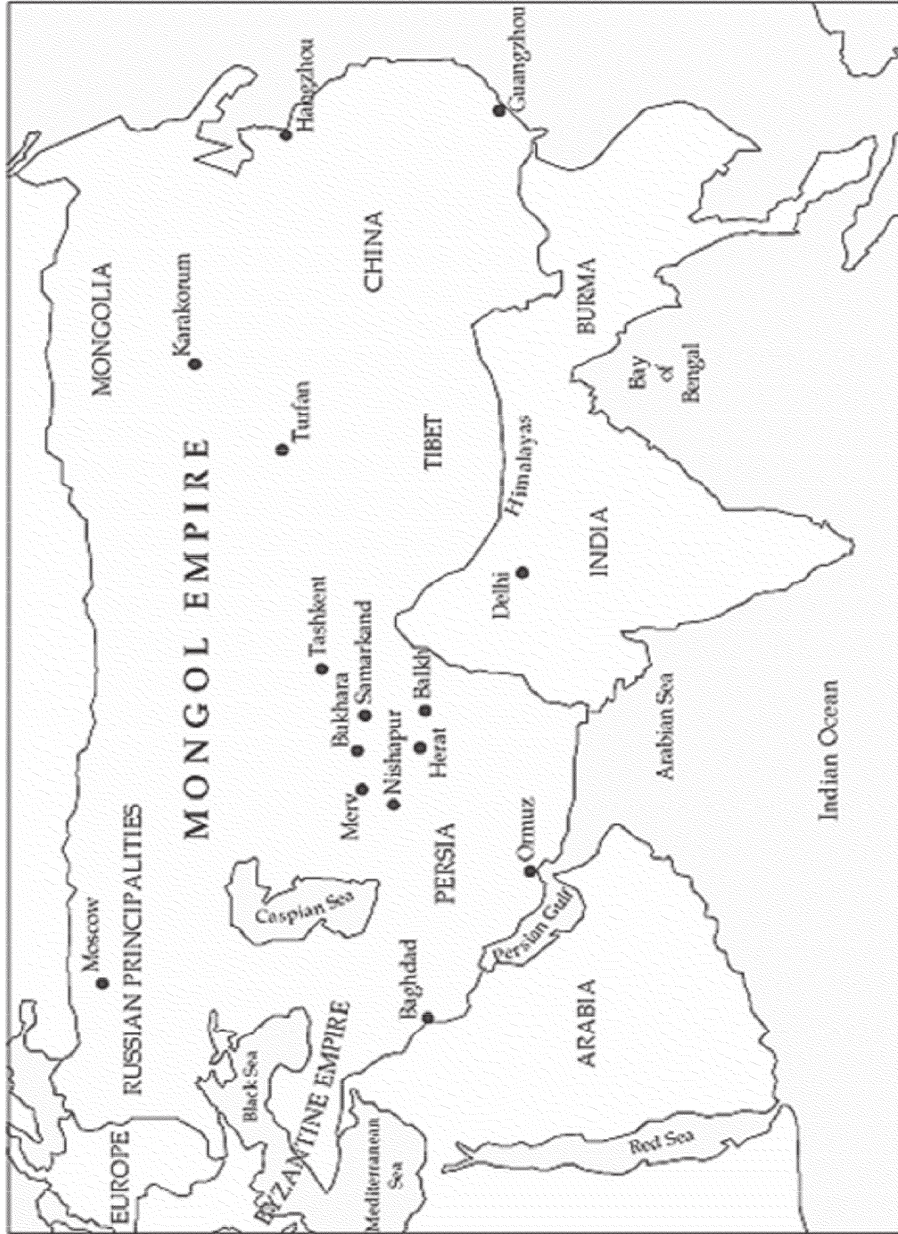 EUROPE
RUSSIAN PRINCIPALITIES
Moscow
MONGOLIA
MONGOL EMPIRE
Karakorum
Turfan
Hangzhou
Guangzhou
CHINA
TIBET
Himalayas
BURMA
Bay
of
Bengal
INDIA
Delhi
Tashkent
Bukhara
Samarkand
Merv
Nishapur
Balkh
Herat
PERSIA
Ormuz
Caspian Sea
Black Sea
BYZANTINE EMPIRE
Mediterranean
Sea
Baghdad
Persian Gulf
ARABIA
Red Sea
Arabian Sea
Indian Ocean